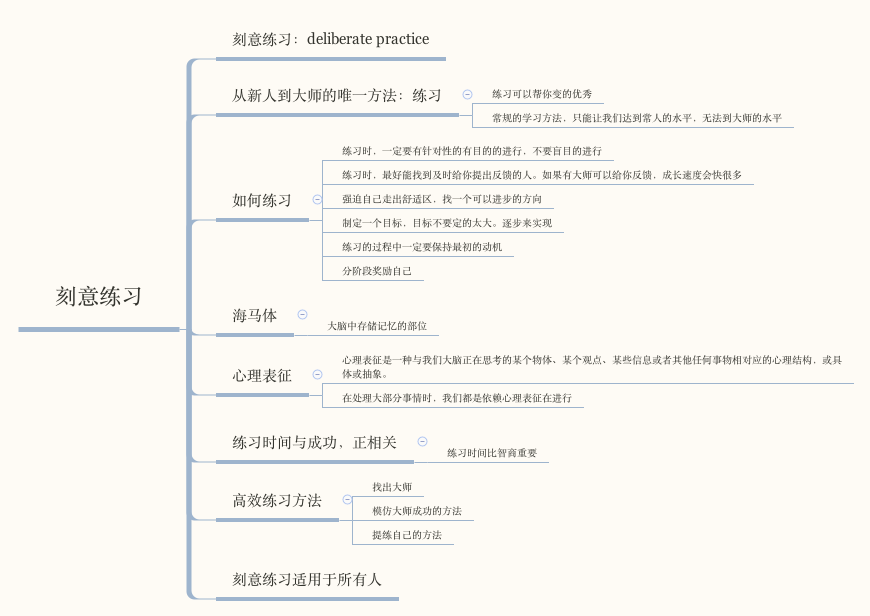 刻意练习：deliberate practice
从新人到大师的唯一方法：练习
练习可以帮你变的优秀
常规的学习方法，只能让我们达到常人的水平，无法到大师的水平
练习时，一定要有针对性的有目的的进行，不要盲目的进行
练习时，最好能找到及时给你提出反馈的人。如果有大师可以给你反馈，成长速度会快很多
如何练习
强迫自己走出舒适区，找一个可以进步的方向
制定一个目标，目标不要定的太大。逐步来实现
练习的过程中一定要保持最初的动机
分阶段奖励自己
刻意练习
海马体
大脑中存储记忆的部位
心理表征是一种与我们大脑正在思考的某个物体、某个观点、某些信息或者其他任何事物相对应的心理结构，或具
体或抽象。
心理表征
在处理大部分事情时，我们都是依赖心理表征在进行
练习时间与成功，正相关
练习时间比智商重要
高效练习方法
找出大师
模仿大师成功的方法
提练自己的方法
刻意练习适用于所有人